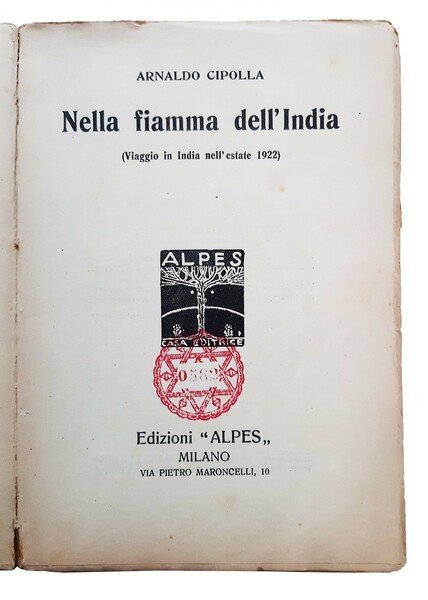 ARNALDO CIPOLLA
Nella fiamma dell'India
(Viaggio in India nell'estate 1922)
ALPES
CASA EDITRICE
0582
Edizioni “ALPES„
MILANO
VIA PIETRO MARONCELLI, 10